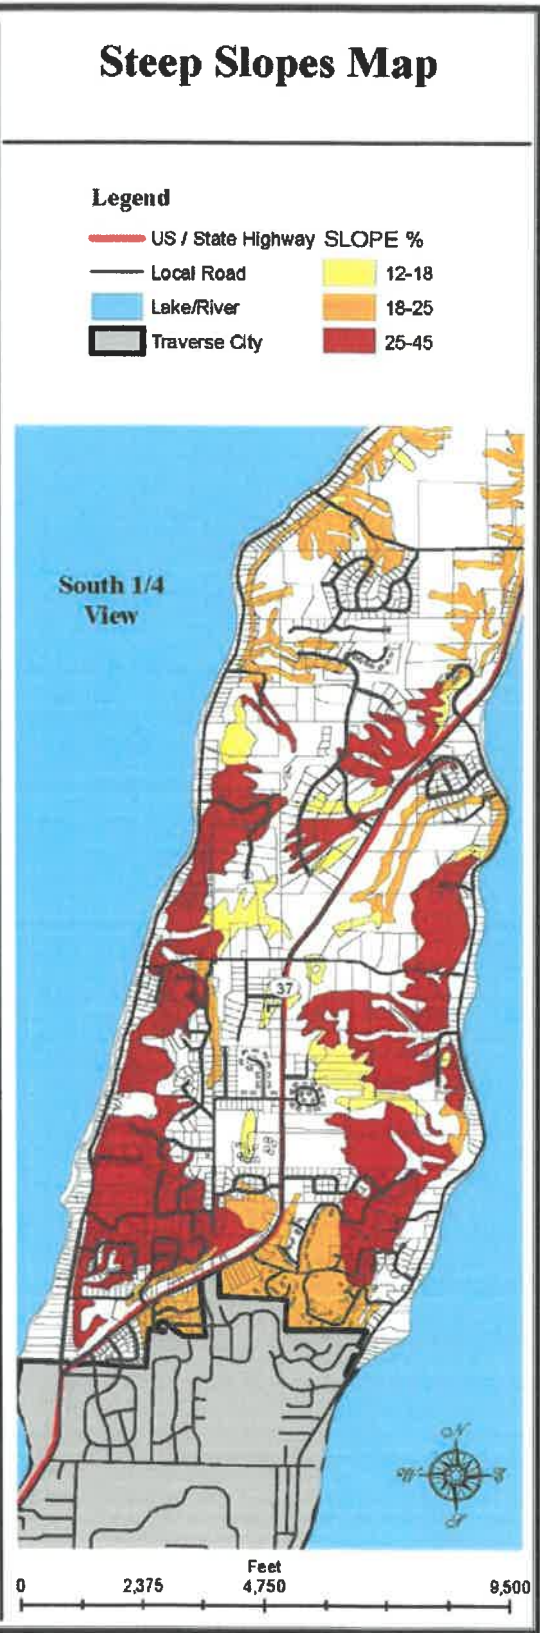 Steep Slopes Map
Legend
US / State Highway SLOPE %
Local Road 12-18
Lake/River 18-25
Traverse City 25-45
South 1/4
View
37
N
W E
S
Feet
0 2,375 4,750 9,500